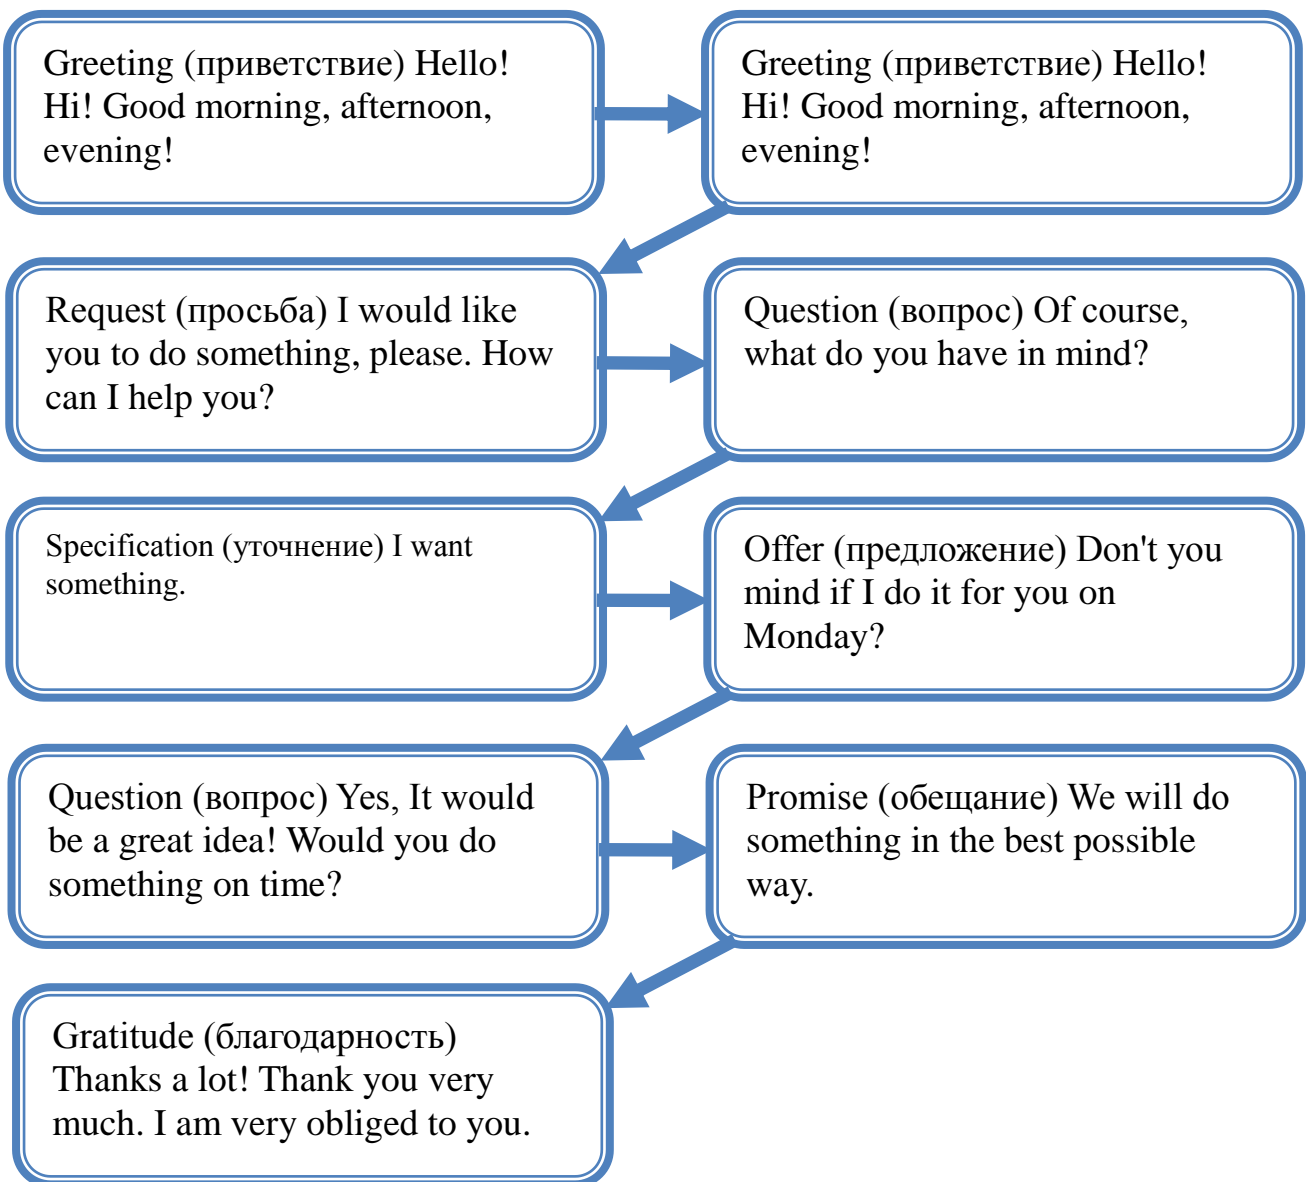 Greeting (приветствие) Hello!
Hi! Good morning, afternoon,
evening!
Greeting (приветствие) Hello!
Hi! Good morning, afternoon,
evening!
Request (просьба) I would like
you to do something, please. How
can I help you?
Question (вопрос) Of course,
what do you have in mind?
Specification (уточнение) I want
something.
Offer (предложение) Don't you
mind if I do it for you on
Monday?
Question (вопрос) Yes, It would
be a great idea! Would you do
something on time?
Promise (обещание) We will do
something in the best possible
way.
Gratitude (благодарность)
Thanks a lot! Thank you very
much. I am very obliged to you.